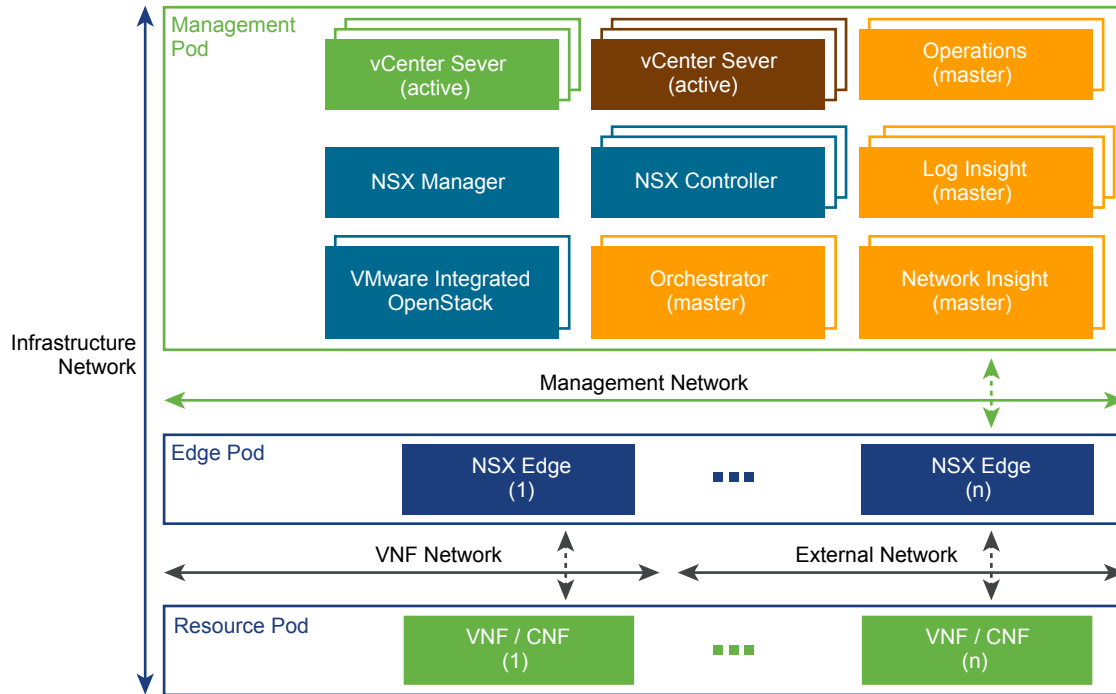 Management
Pod
vCenter Sever
(active)
vCenter Sever
(active)
Operations
(master)
NSX Manager
NSX Controller
Log Insight
(master)
VMware Integrated
OpenStack
Orchestrator
(master)
Network Insight
(master)
Infrastructure
Network
Management Network
Edge Pod
NSX Edge
(1)
NSX Edge
(n)
VNF Network
External Network
Resource Pod
VNF / CNF
(1)
VNF / CNF
(n)